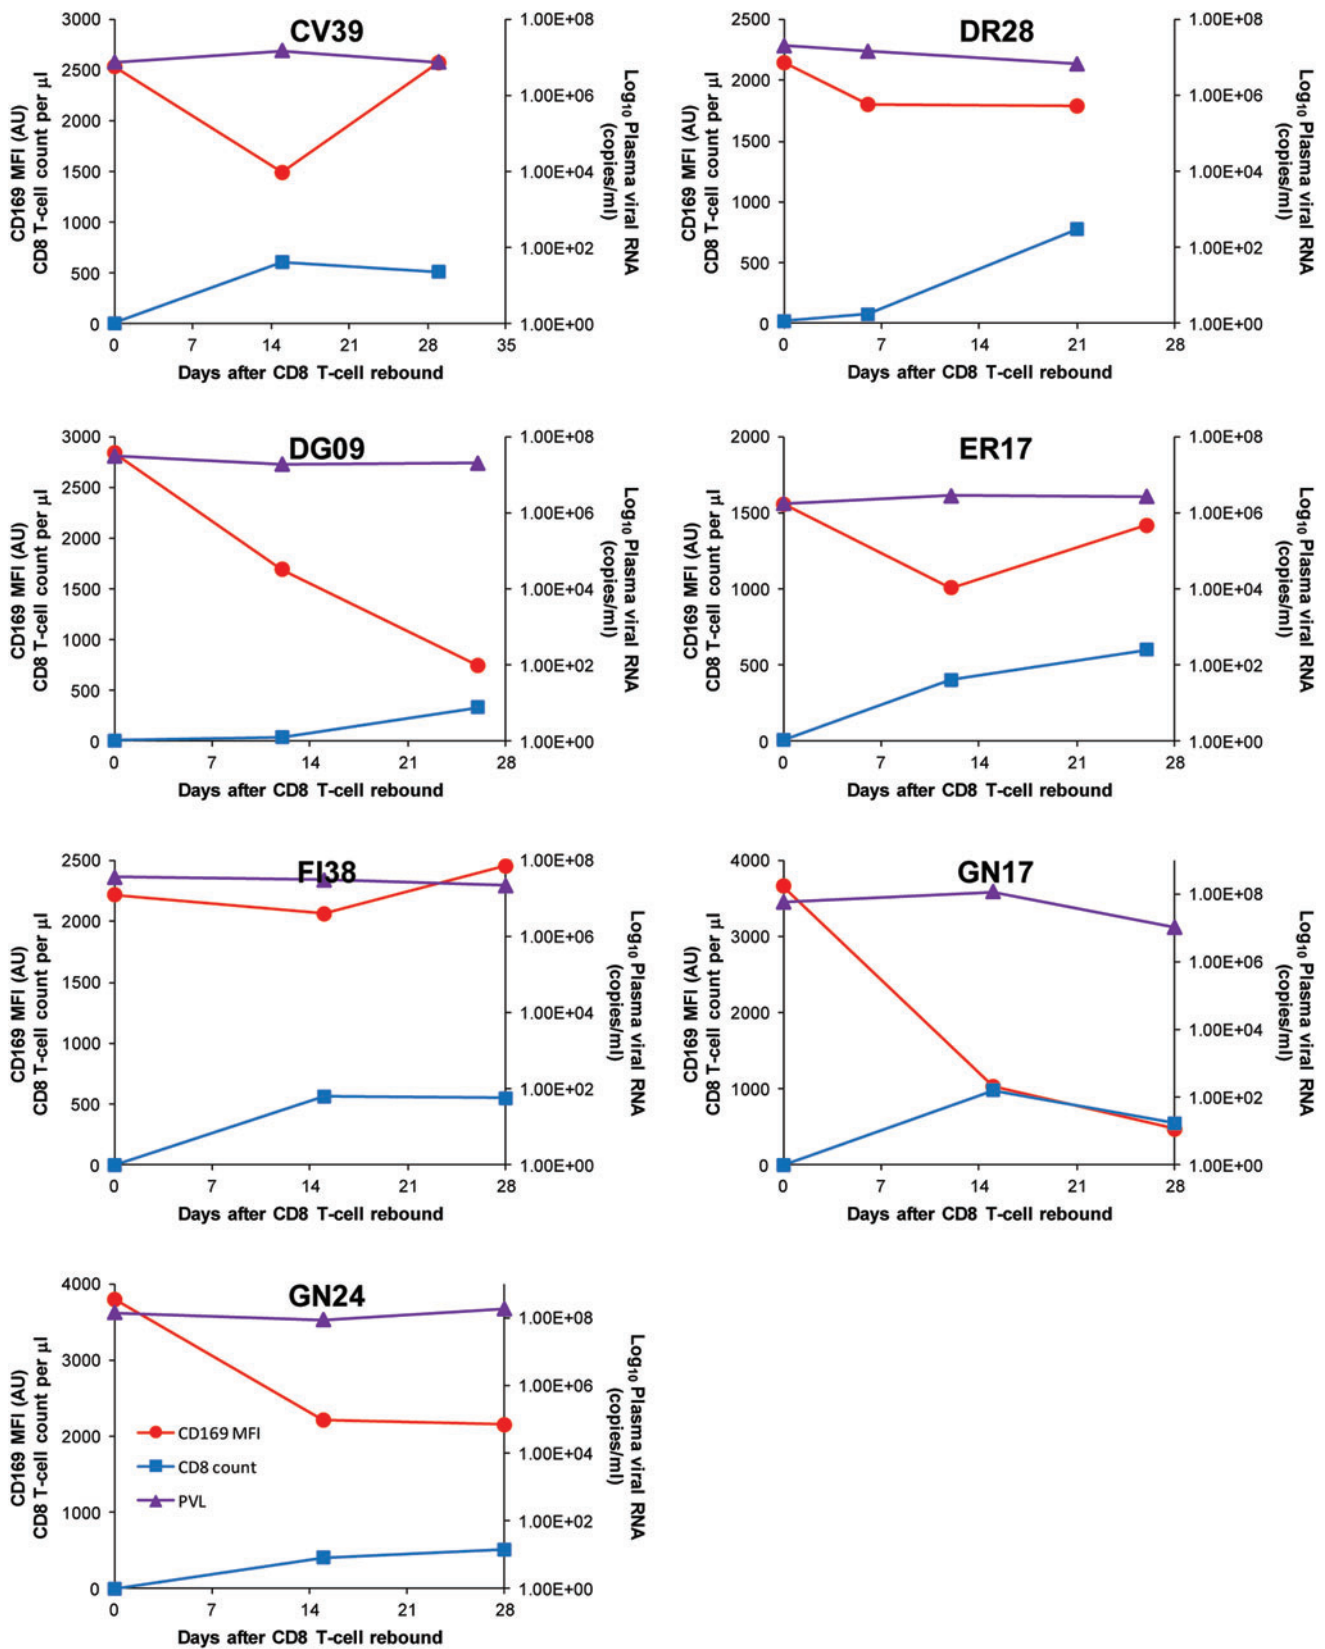 CV39
3000
2500
2000
1500
1000
500
0
1.00E+08
1.00E+06
1.00E+04
1.00E+02
1.00E+00
0 7 14 21 28 35
CD169 MFI (AU)
CD8 T-cell count per µl
Log10 Plasma viral RNA
(copies/ml)
Days after CD8 T-cell rebound
DR28
2500
2000
1500
1000
500
0
1.00E+08
1.00E+06
1.00E+04
1.00E+02
1.00E+00
0 7 14 21 28
CD169 MFI (AU)
CD8 T-cell count per µl
Log10 Plasma viral RNA
(copies/ml)
Days after CD8 T-cell rebound
DG09
3000
2500
2000
1500
1000
500
0
1.00E+08
1.00E+06
1.00E+04
1.00E+02
1.00E+00
0 7 14 21 28
CD169 MFI (AU)
CD8 T-cell count per µl
Log10 Plasma viral RNA
(copies/ml)
Days after CD8 T-cell rebound
ER17
2000
1500
1000
500
0
1.00E+08
1.00E+06
1.00E+04
1.00E+02
1.00E+00
0 7 14 21 28
CD169 MFI (AU)
CD8 T-cell count per µl
Log10 Plasma viral RNA
(copies/ml)
Days after CD8 T-cell rebound
FI38
2500
2000
1500
1000
500
0
1.00E+08
1.00E+06
1.00E+04
1.00E+02
1.00E+00
0 7 14 21 28
CD169 MFI (AU)
CD8 T-cell count per µl
Log10 Plasma viral RNA
(copies/ml)
Days after CD8 T-cell rebound
GN17
4000
3000
2000
1000
0
1.00E+08
1.00E+06
1.00E+04
1.00E+02
1.00E+00
0 7 14 21 28
CD169 MFI (AU)
CD8 T-cell count per µl
Log10 Plasma viral RNA
(copies/ml)
Days after CD8 T-cell rebound
GN24
4000
3000
2000
1000
0
1.00E+08
1.00E+06
1.00E+04
1.00E+02
1.00E+00
0 7 14 21 28
CD169 MFI (AU)
CD8 T-cell count per µl
Log10 Plasma viral RNA
(copies/ml)
CD169 MFI
CD8 count
PVL
Days after CD8 T-cell rebound